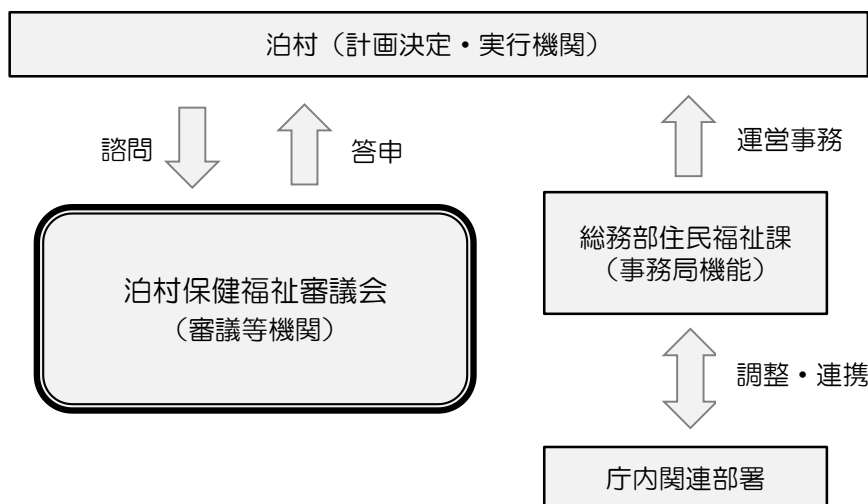 泊村（計画決定・実行機関）
諮問
答申
運営事務
泊村保健福祉審議会
（審議等機関）
総務部住民福祉課
（事務局機能）
調整・連携
庁内関連部署